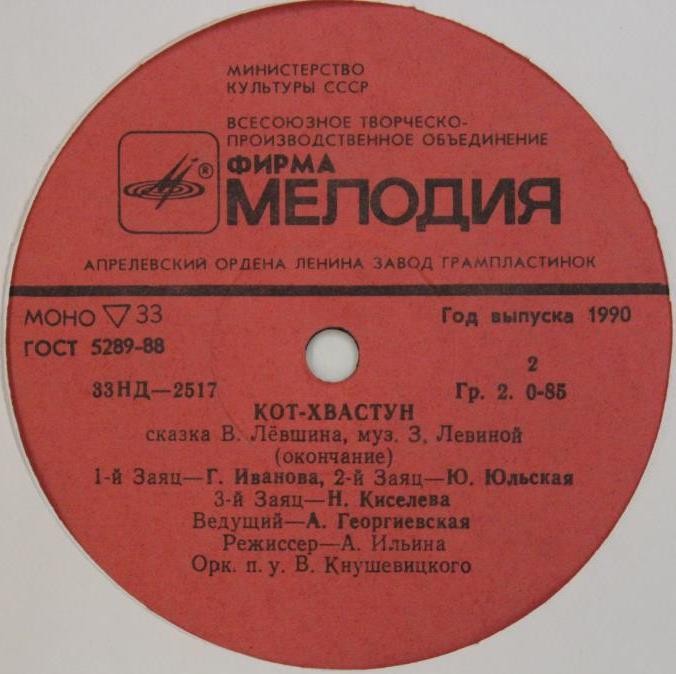 МИНИСТЕРСТВО
КУЛЬТУРЫ СССР
ВСЕСОЮЗНОЕ ТВОРЧЕСКО-
ПРОИЗВОДСТВЕННОЕ ОБЪЕДИНЕНИЕ
®
ФИРМА
МЕЛОДИЯ
АПРЕЛЕВСКИЙ ОРДЕНА ЛЕНИНА ЗАВОД ГРАМПЛАСТИНОК
МОНО ▽ 33 Год выпуска 1990
ГОСТ 5289-88 2
33НД—2517 Гр. 2. 0-85
КОТ-ХВАСТУН
сказка В. Лёвшина, муз. З. Левиной
(окончание)
1-й Заяц—Г. Иванова, 2-й Заяц—Ю. Юльская
3-й Заяц—Н. Киселева
Ведущий—А. Георгиевская
Режиссер—А. Ильина
Орк. п. у. В. Кнушевицкого